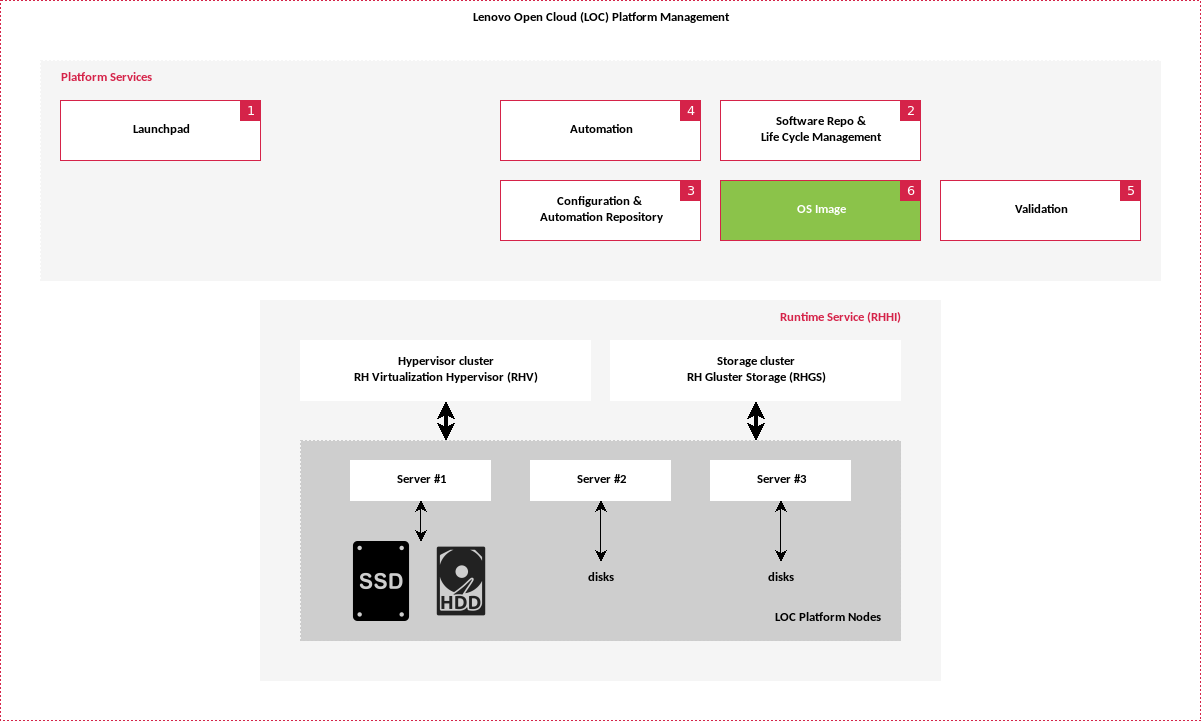 Lenovo Open Cloud (LOC) Platform Management
Platform Services
1
Launchpad
4
Automation
2
Software Repo &
Life Cycle Management
3
Configuration &
Automation Repository
6
OS Image
5
Validation
Runtime Service (RHHI)
Hypervisor cluster
RH Virtualization Hypervisor (RHV)
Storage cluster
RH Gluster Storage (RHGS)
Server #1
Server #2
Server #3
SSD
HDD
disks
disks
LOC Platform Nodes